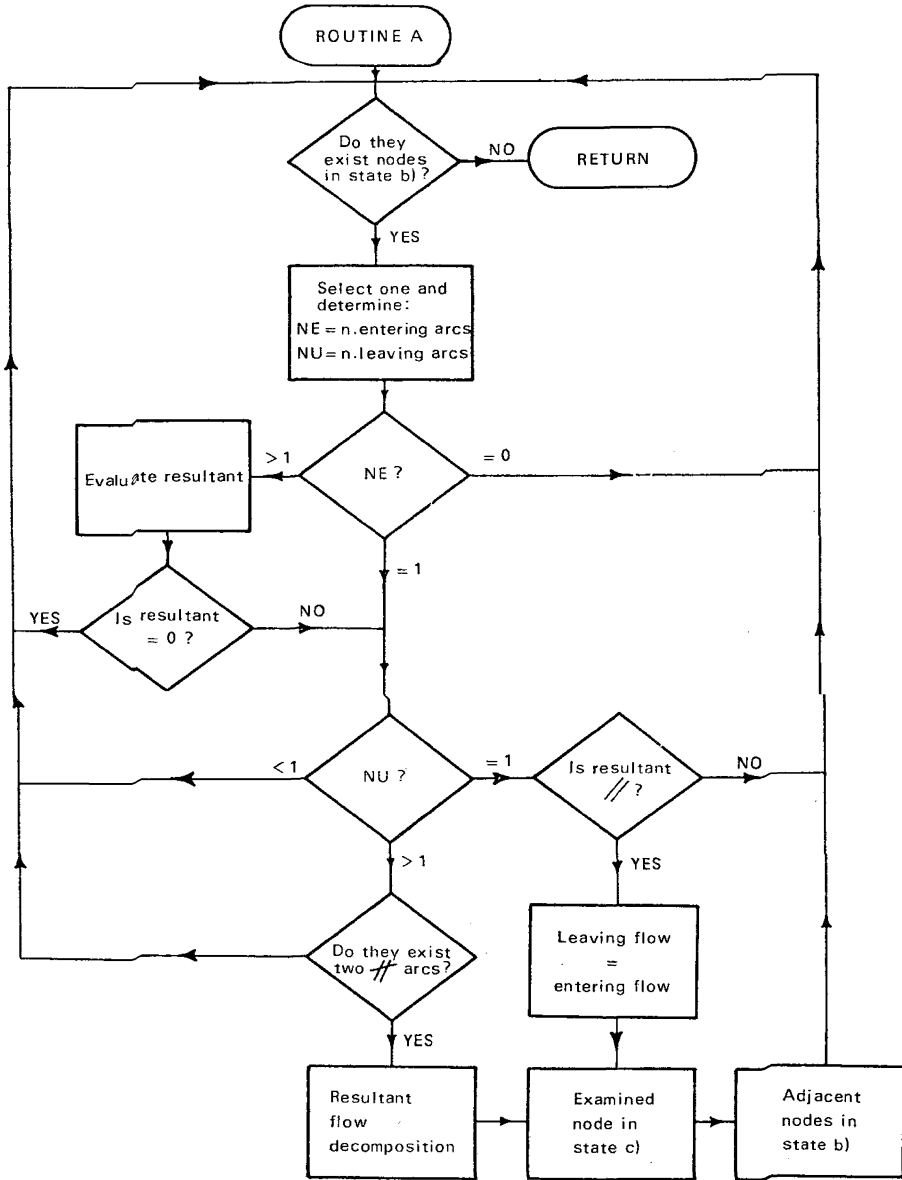 ROUTINE A
Do they
exist nodes
in state b)?
NO
RETURN
YES
Select one and
determine:
NE = n.entering arcs
NU = n.leaving arcs
>1
NE ?
= 0
Evaluate resultant
= 1
YES
Is resultant
= 0 ?
NO
<1
NU ?
=1
Is resultant
// ?
NO
>1
YES
Do they exist
two // arcs?
Leaving flow
=
entering flow
YES
Resultant
flow
decomposition
Examined
node in
state c)
Adjacent
nodes in
state b)